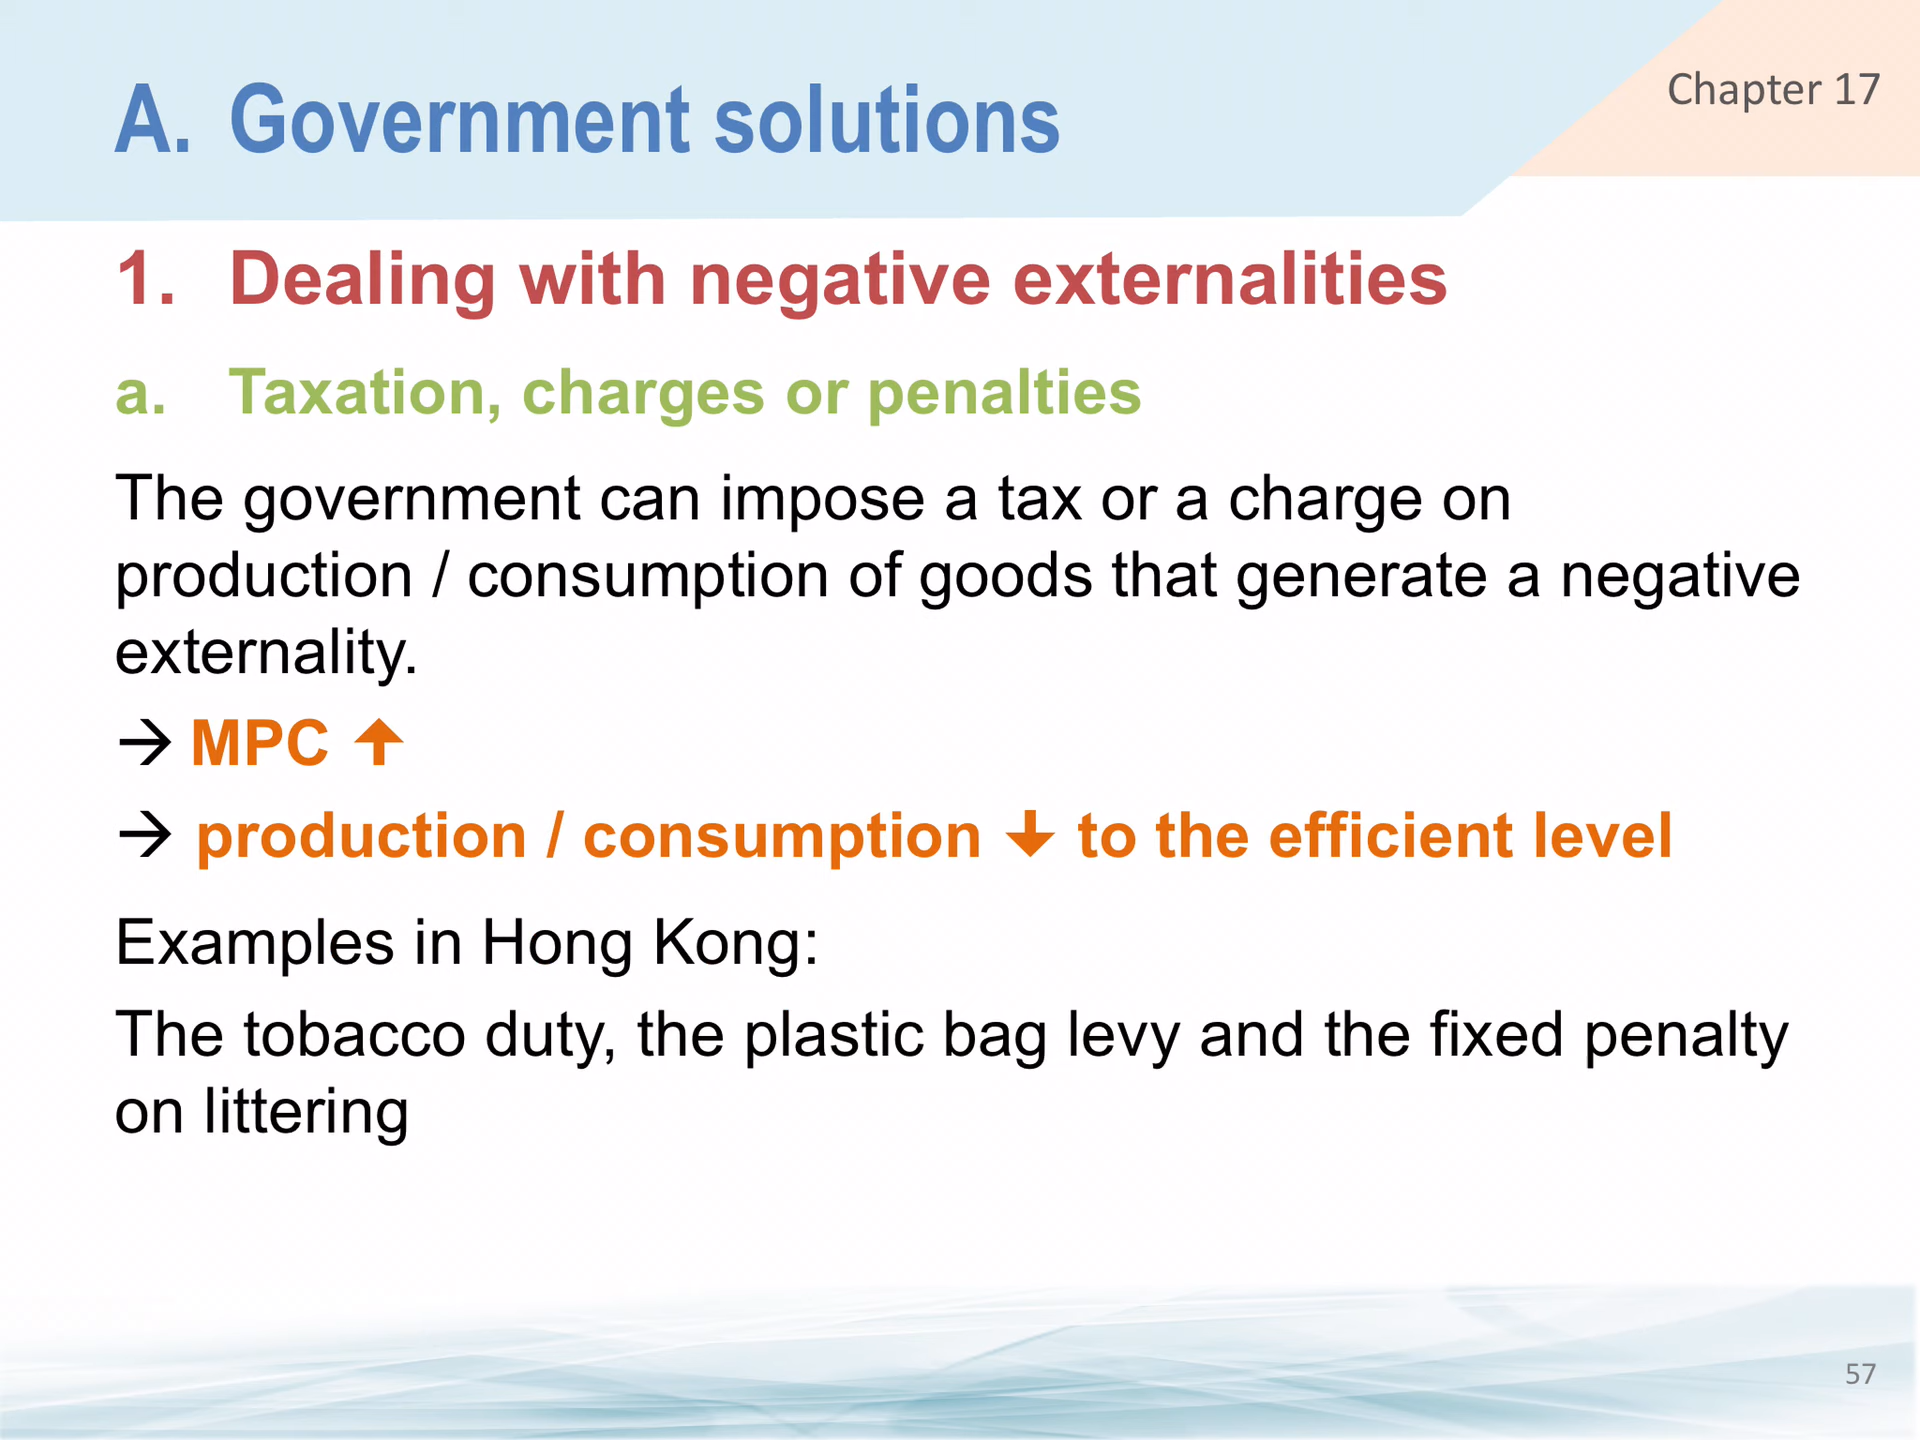 Chapter 17
A. Government solutions
1. Dealing with negative externalities
a. Taxation, charges or penalties
The government can impose a tax or a charge on
production / consumption of goods that generate a negative
externality.
→ MPC ↑
→ production / consumption ↓ to the efficient level
Examples in Hong Kong:
The tobacco duty, the plastic bag levy and the fixed penalty
on littering
57